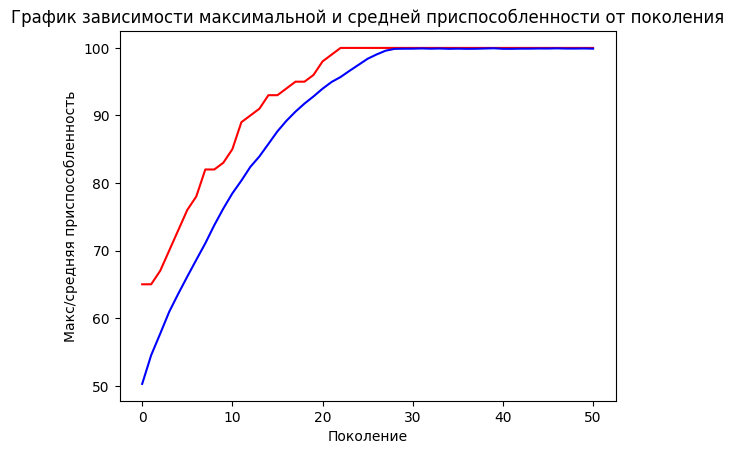 График зависимости максимальной и средней приспособленности от поколения
Макс/средняя приспособленность
100
90
80
70
60
50
0 10 20 30 40 50
Поколение